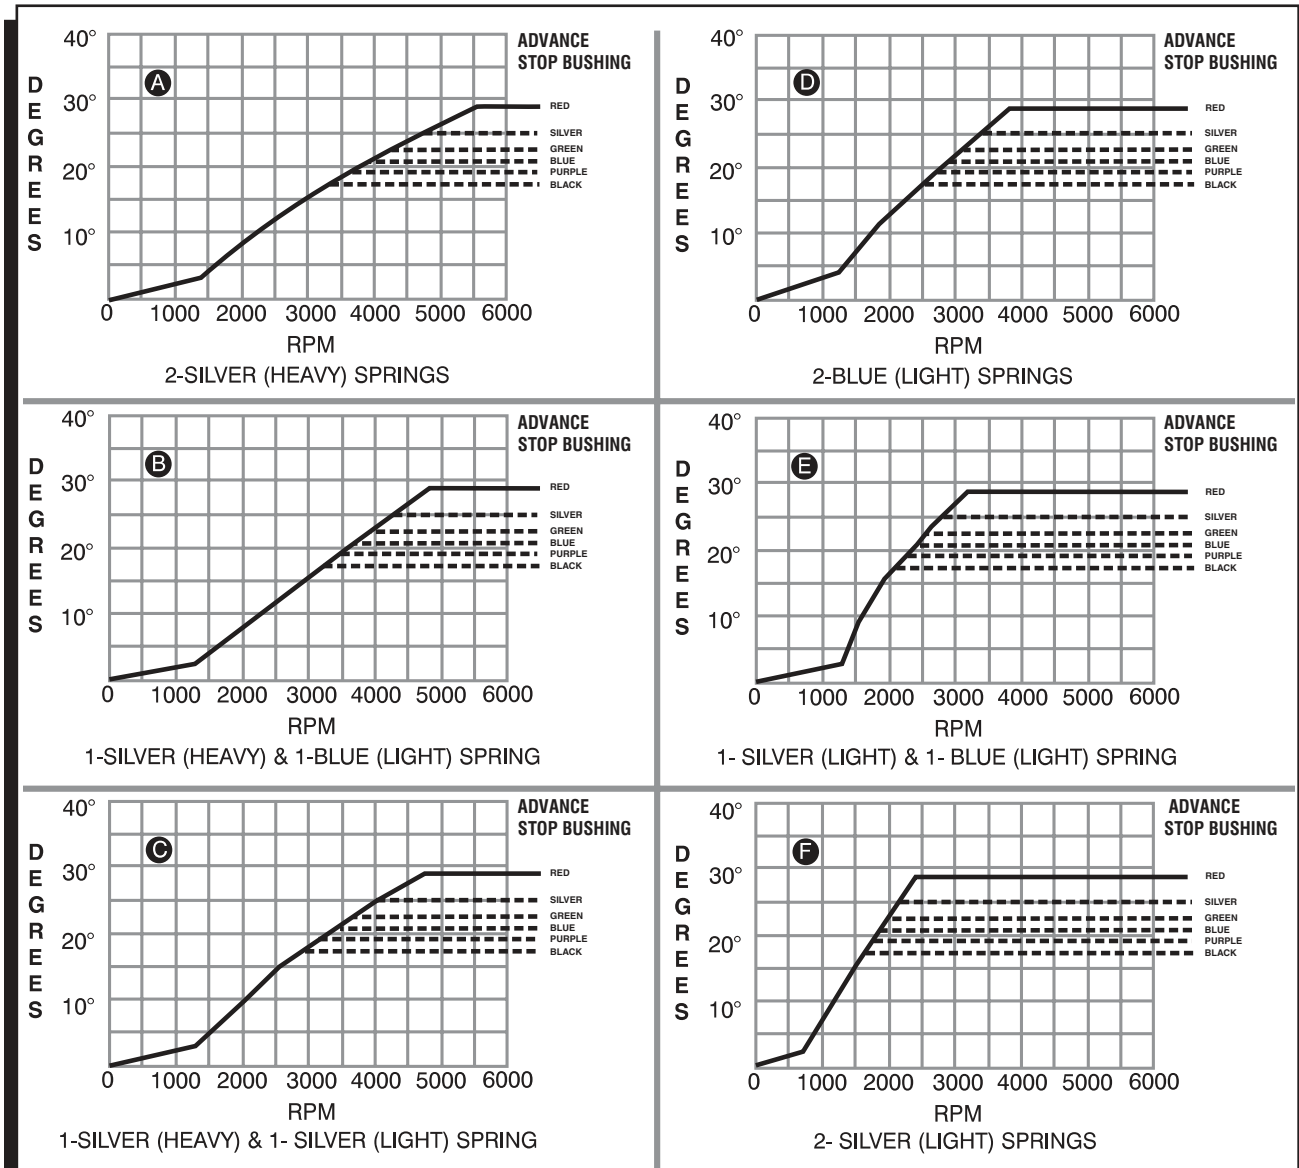 A
40°
30°
20°
10°
DEGREES
0 1000 2000 3000 4000 5000 6000
RPM
ADVANCE
STOP BUSHING
RED
SILVER
GREEN
BLUE
PURPLE
BLACK
2-SILVER (HEAVY) SPRINGS
D
40°
30°
20°
10°
DEGREES
0 1000 2000 3000 4000 5000 6000
RPM
ADVANCE
STOP BUSHING
RED
SILVER
GREEN
BLUE
PURPLE
BLACK
2-BLUE (LIGHT) SPRINGS
B
40°
30°
20°
10°
DEGREES
0 1000 2000 3000 4000 5000 6000
RPM
ADVANCE
STOP BUSHING
RED
SILVER
GREEN
BLUE
PURPLE
BLACK
1-SILVER (HEAVY) & 1-BLUE (LIGHT) SPRING
E
40°
30°
20°
10°
DEGREES
0 1000 2000 3000 4000 5000 6000
RPM
ADVANCE
STOP BUSHING
RED
SILVER
GREEN
BLUE
PURPLE
BLACK
1- SILVER (LIGHT) & 1- BLUE (LIGHT) SPRING
C
40°
30°
20°
10°
DEGREES
0 1000 2000 3000 4000 5000 6000
RPM
ADVANCE
STOP BUSHING
RED
SILVER
GREEN
BLUE
PURPLE
BLACK
1-SILVER (HEAVY) & 1- SILVER (LIGHT) SPRING
F
40°
30°
20°
10°
DEGREES
0 1000 2000 3000 4000 5000 6000
RPM
ADVANCE
STOP BUSHING
RED
SILVER
GREEN
BLUE
PURPLE
BLACK
2- SILVER (LIGHT) SPRINGS